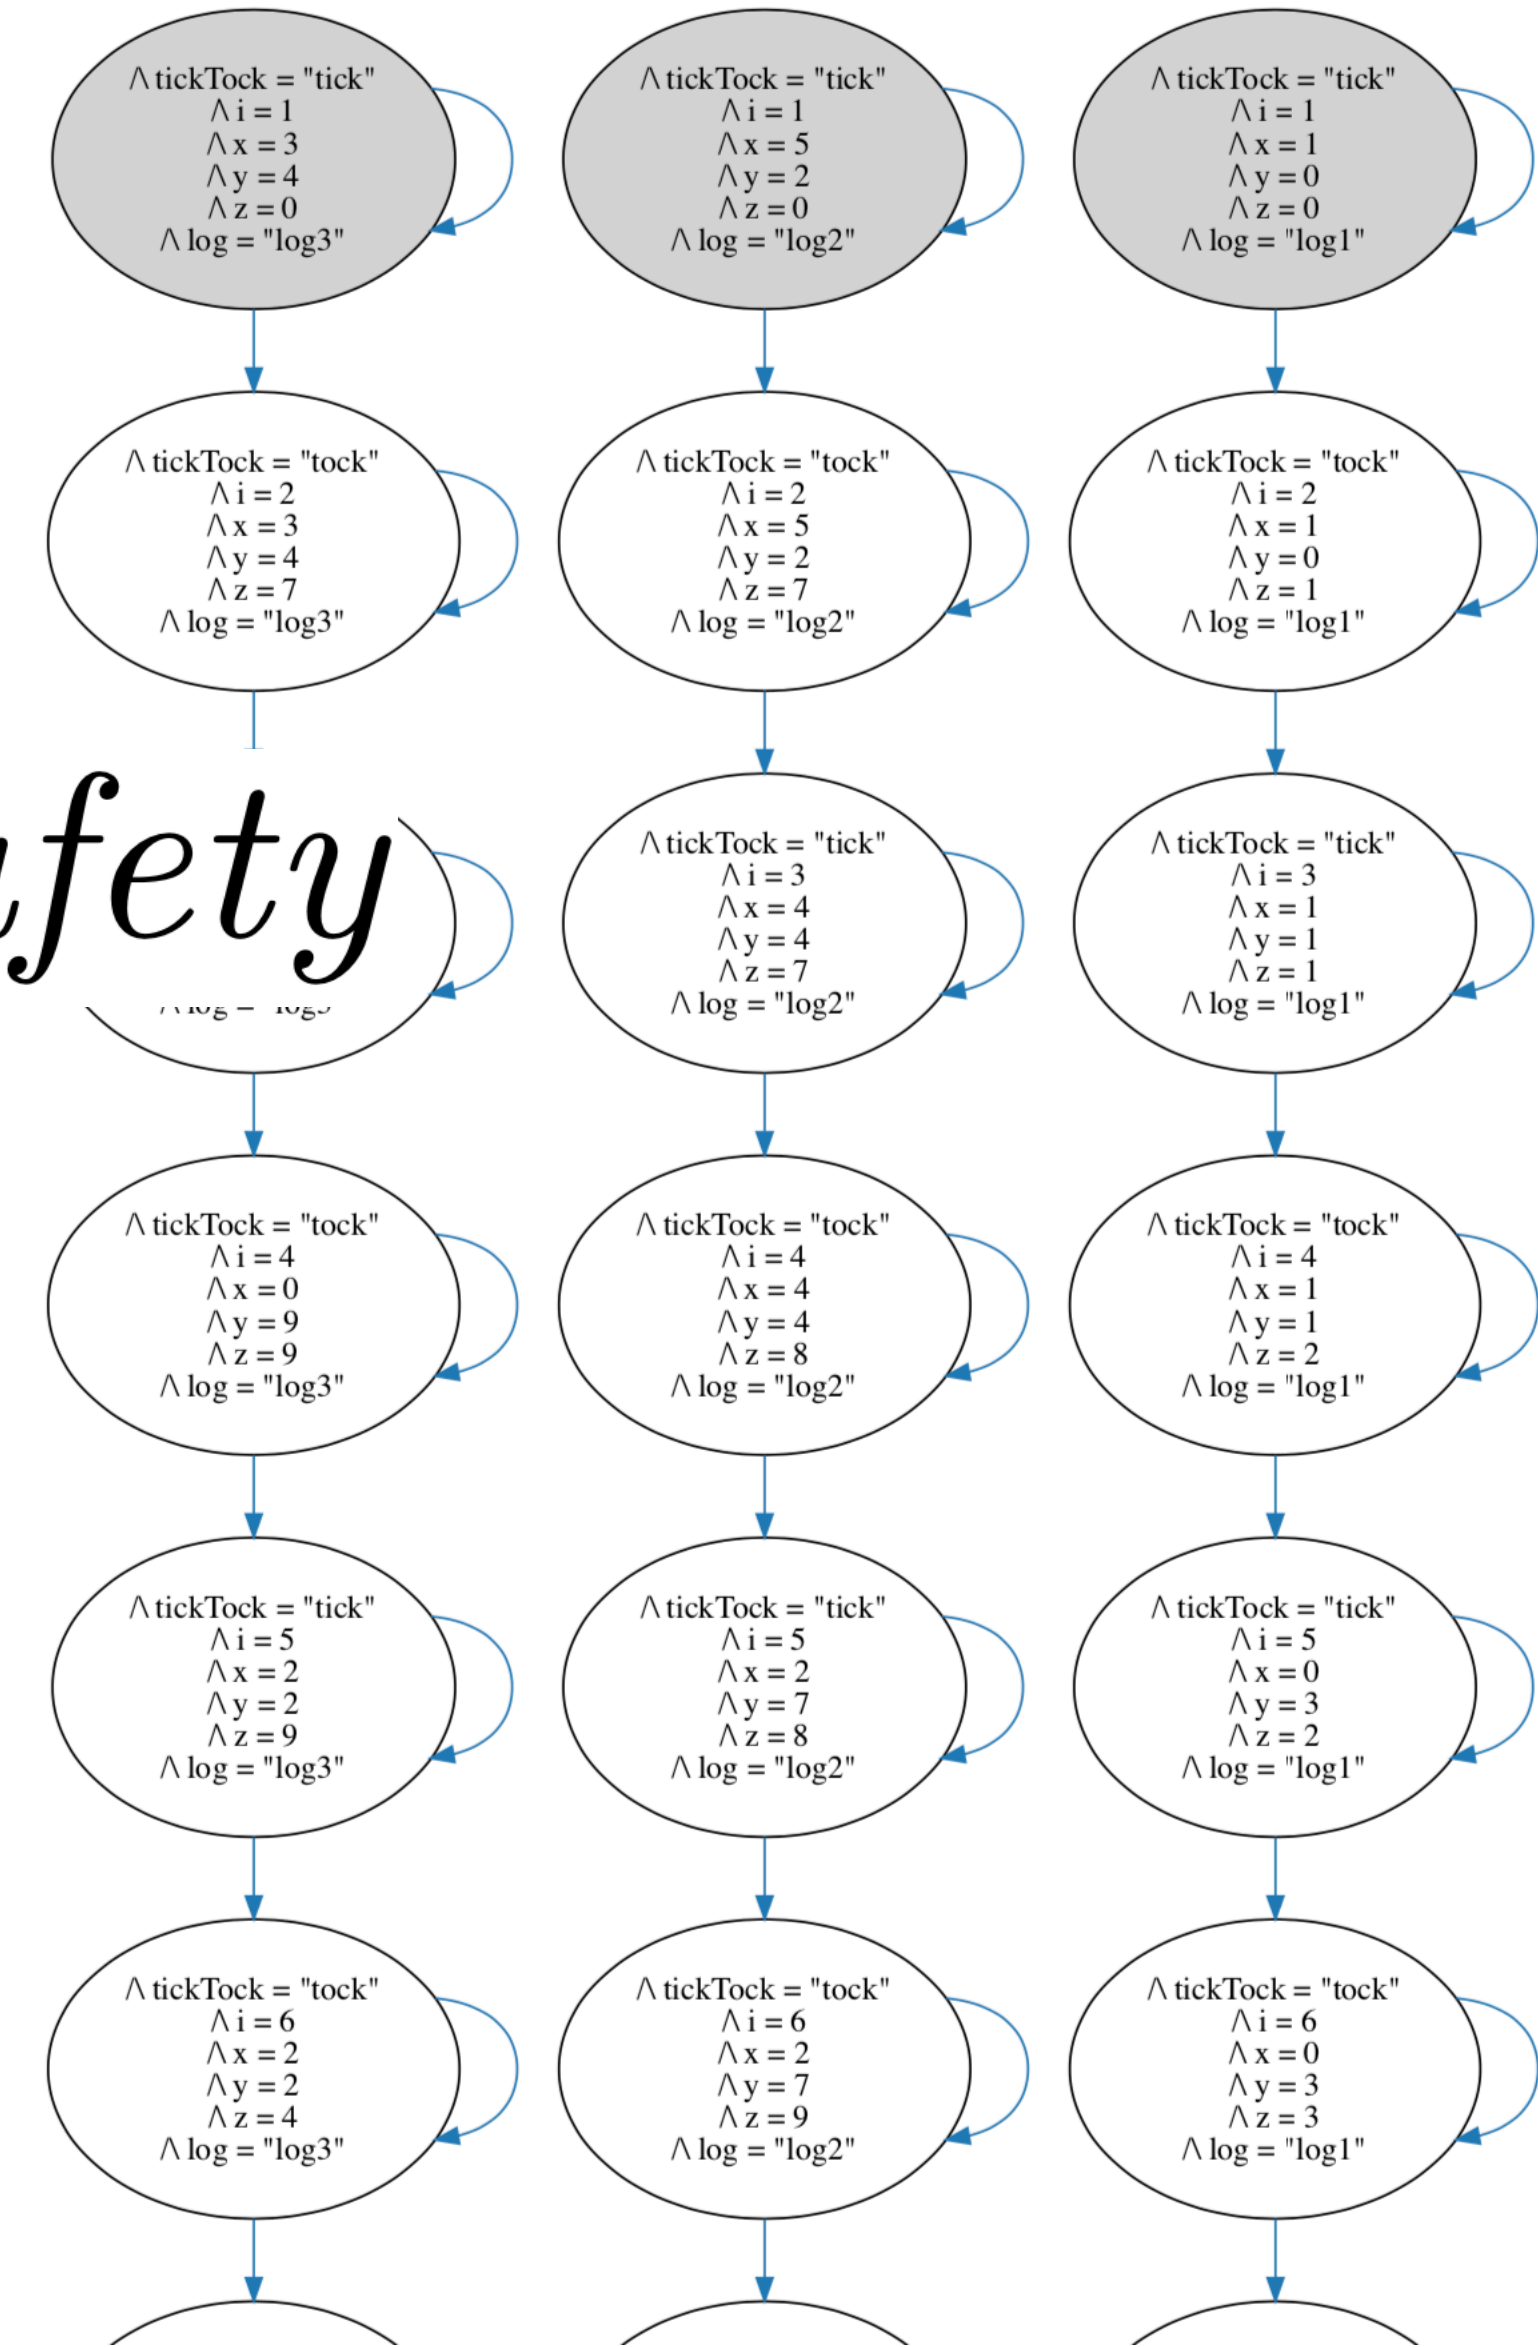 /\ tickTock = "tick"
/\ i = 1
/\ x = 3
/\ y = 4
/\ z = 0
/\ log = "log3"
/\ tickTock = "tick"
/\ i = 1
/\ x = 5
/\ y = 2
/\ z = 0
/\ log = "log2"
/\ tickTock = "tick"
/\ i = 1
/\ x = 1
/\ y = 0
/\ z = 0
/\ log = "log1"
/\ tickTock = "tock"
/\ i = 2
/\ x = 3
/\ y = 4
/\ z = 7
/\ log = "log3"
/\ tickTock = "tock"
/\ i = 2
/\ x = 5
/\ y = 2
/\ z = 7
/\ log = "log2"
/\ tickTock = "tock"
/\ i = 2
/\ x = 1
/\ y = 0
/\ z = 1
/\ log = "log1"
fety
/\ log = "log3"
/\ tickTock = "tick"
/\ i = 3
/\ x = 4
/\ y = 4
/\ z = 7
/\ log = "log2"
/\ tickTock = "tick"
/\ i = 3
/\ x = 1
/\ y = 1
/\ z = 1
/\ log = "log1"
/\ tickTock = "tock"
/\ i = 4
/\ x = 0
/\ y = 9
/\ z = 9
/\ log = "log3"
/\ tickTock = "tock"
/\ i = 4
/\ x = 4
/\ y = 4
/\ z = 8
/\ log = "log2"
/\ tickTock = "tock"
/\ i = 4
/\ x = 1
/\ y = 1
/\ z = 2
/\ log = "log1"
/\ tickTock = "tick"
/\ i = 5
/\ x = 2
/\ y = 2
/\ z = 9
/\ log = "log3"
/\ tickTock = "tick"
/\ i = 5
/\ x = 2
/\ y = 7
/\ z = 8
/\ log = "log2"
/\ tickTock = "tick"
/\ i = 5
/\ x = 0
/\ y = 3
/\ z = 2
/\ log = "log1"
/\ tickTock = "tock"
/\ i = 6
/\ x = 2
/\ y = 2
/\ z = 4
/\ log = "log3"
/\ tickTock = "tock"
/\ i = 6
/\ x = 2
/\ y = 7
/\ z = 9
/\ log = "log2"
/\ tickTock = "tock"
/\ i = 6
/\ x = 0
/\ y = 3
/\ z = 3
/\ log = "log1"